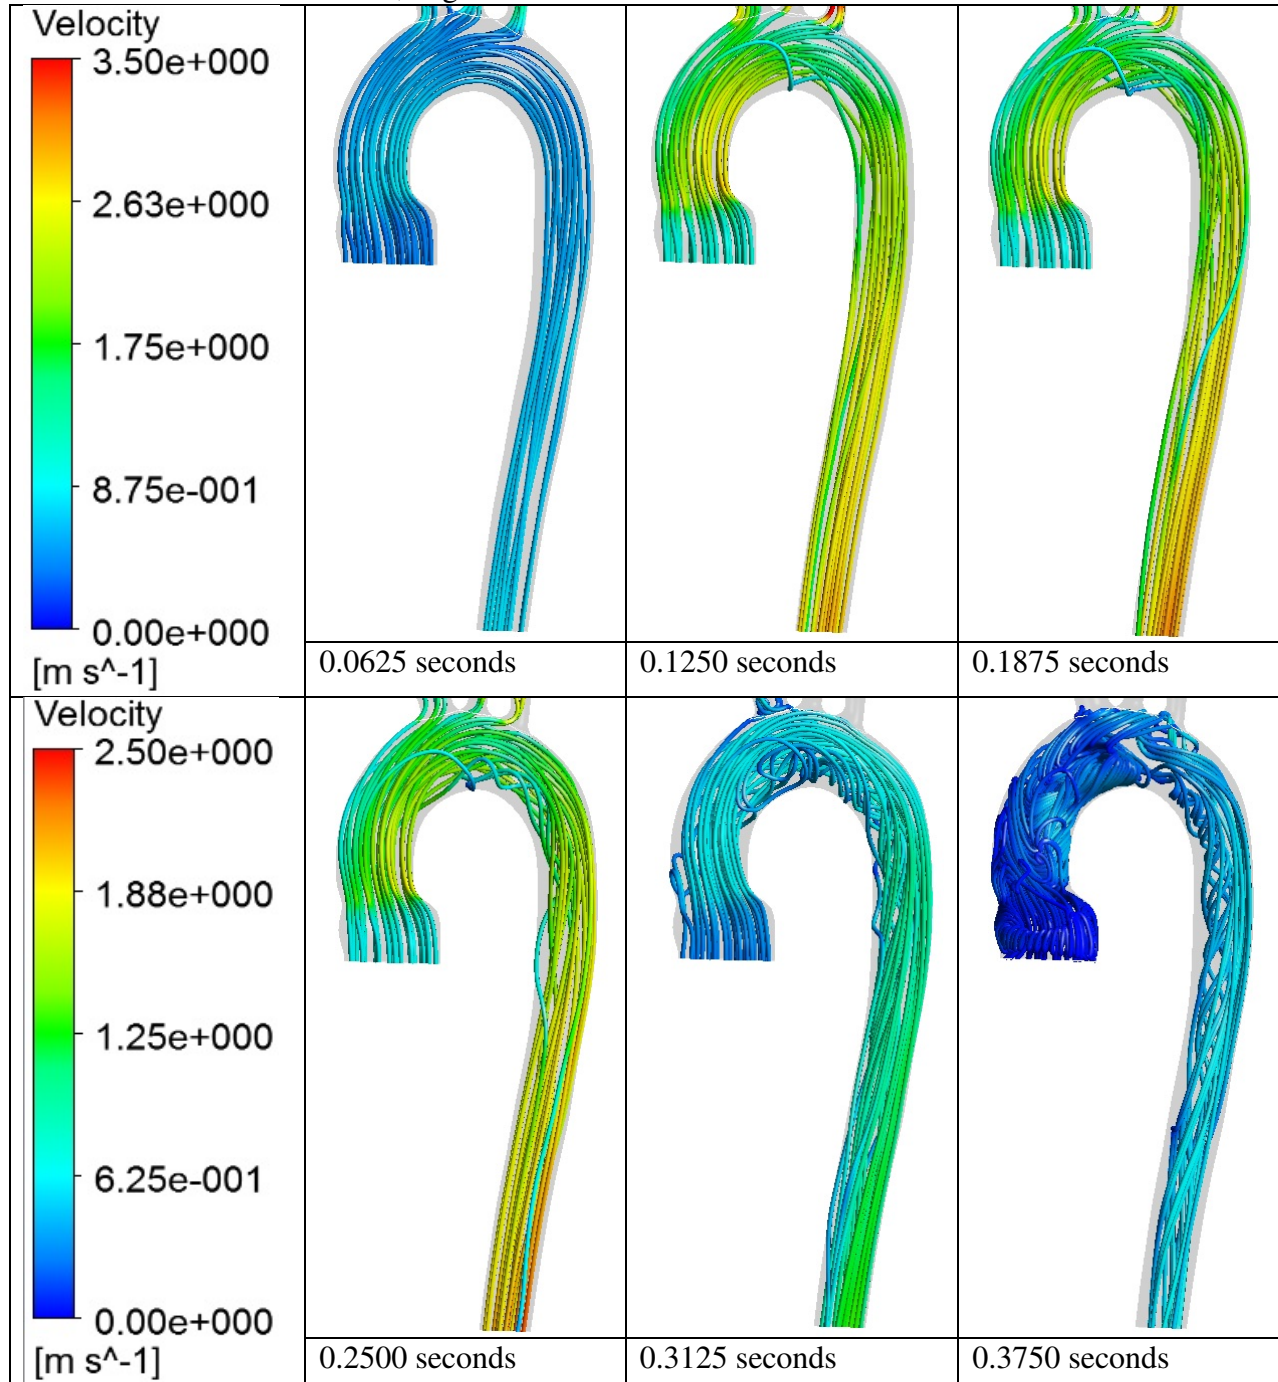 Velocity
3.50e+000
2.63e+000
1.75e+000
8.75e-001
0.00e+000
[m s^-1]
0.0625 seconds
0.1250 seconds
0.1875 seconds
Velocity
2.50e+000
1.88e+000
1.25e+000
6.25e-001
0.00e+000
[m s^-1]
0.2500 seconds
0.3125 seconds
0.3750 seconds